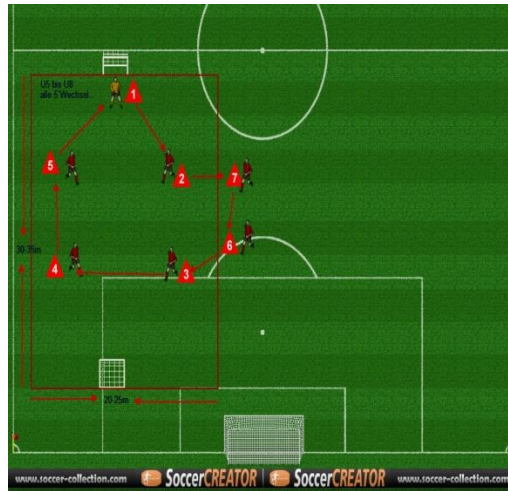 U5 bis U8
alle 5'Wechsel..
1
5
2
7
6
4
3
30-35m
20-25m
www.soccer-collection.com SoccerCREATOR SoccerCREATOR www.soccer-collection.com